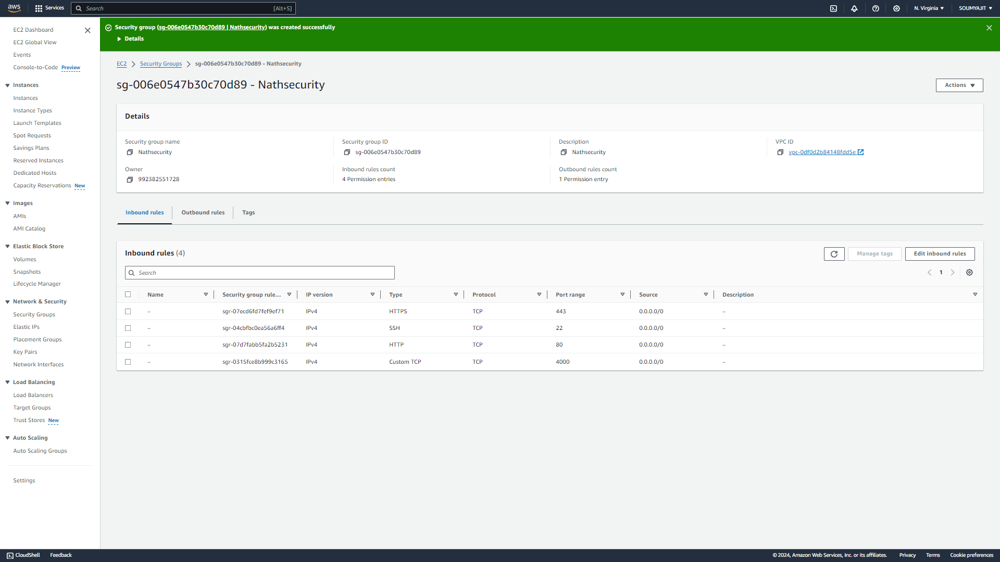 aws
Services
Search
[Alt+S]
N. Virginia
SOUMYAJIT
EC2 Dashboard
EC2 Global View
Events
Console-to-Code Preview
Instances
Instances
Instance Types
Launch Templates
Spot Requests
Savings Plans
Reserved Instances
Dedicated Hosts
Capacity Reservations New
Images
AMIs
AMI Catalog
Elastic Block Store
Volumes
Snapshots
Lifecycle Manager
Network & Security
Security Groups
Elastic IPs
Placement Groups
Key Pairs
Network Interfaces
Load Balancing
Load Balancers
Target Groups
Trust Stores New
Auto Scaling
Auto Scaling Groups
Settings
Security group (sg-006e0547b30c70d89 | Nathsecurity) was created successfully
Details
EC2 > Security Groups > sg-006e0547b30c70d89 - Nathsecurity
sg-006e0547b30c70d89 - Nathsecurity
Actions
Details
Security group name
Nathsecurity
Security group ID
sg-006e0547b30c70d89
Description
Nathsecurity
VPC ID
vpc-0df0d2b84148fdd5e
Owner
992382551728
Inbound rules count
4 Permission entries
Outbound rules count
1 Permission entry
Inbound rules
Outbound rules
Tags
Inbound rules (4)
Manage tags
Edit inbound rules
Search
1
Name Security group rule... IP version Type Protocol Port range Source Description
– sgr-07ecd6fd7fef9ef71 IPv4 HTTPS TCP 443 0.0.0.0/0 –
– sgr-04cbfbc0ea56a6ff4 IPv4 SSH TCP 22 0.0.0.0/0 –
– sgr-07d7fabb5fa2b5231 IPv4 HTTP TCP 80 0.0.0.0/0 –
– sgr-0315fce8b999c3165 IPv4 Custom TCP TCP 4000 0.0.0.0/0 –
CloudShell
Feedback
© 2024, Amazon Web Services, Inc. or its affiliates.
Privacy
Terms
Cookie preferences